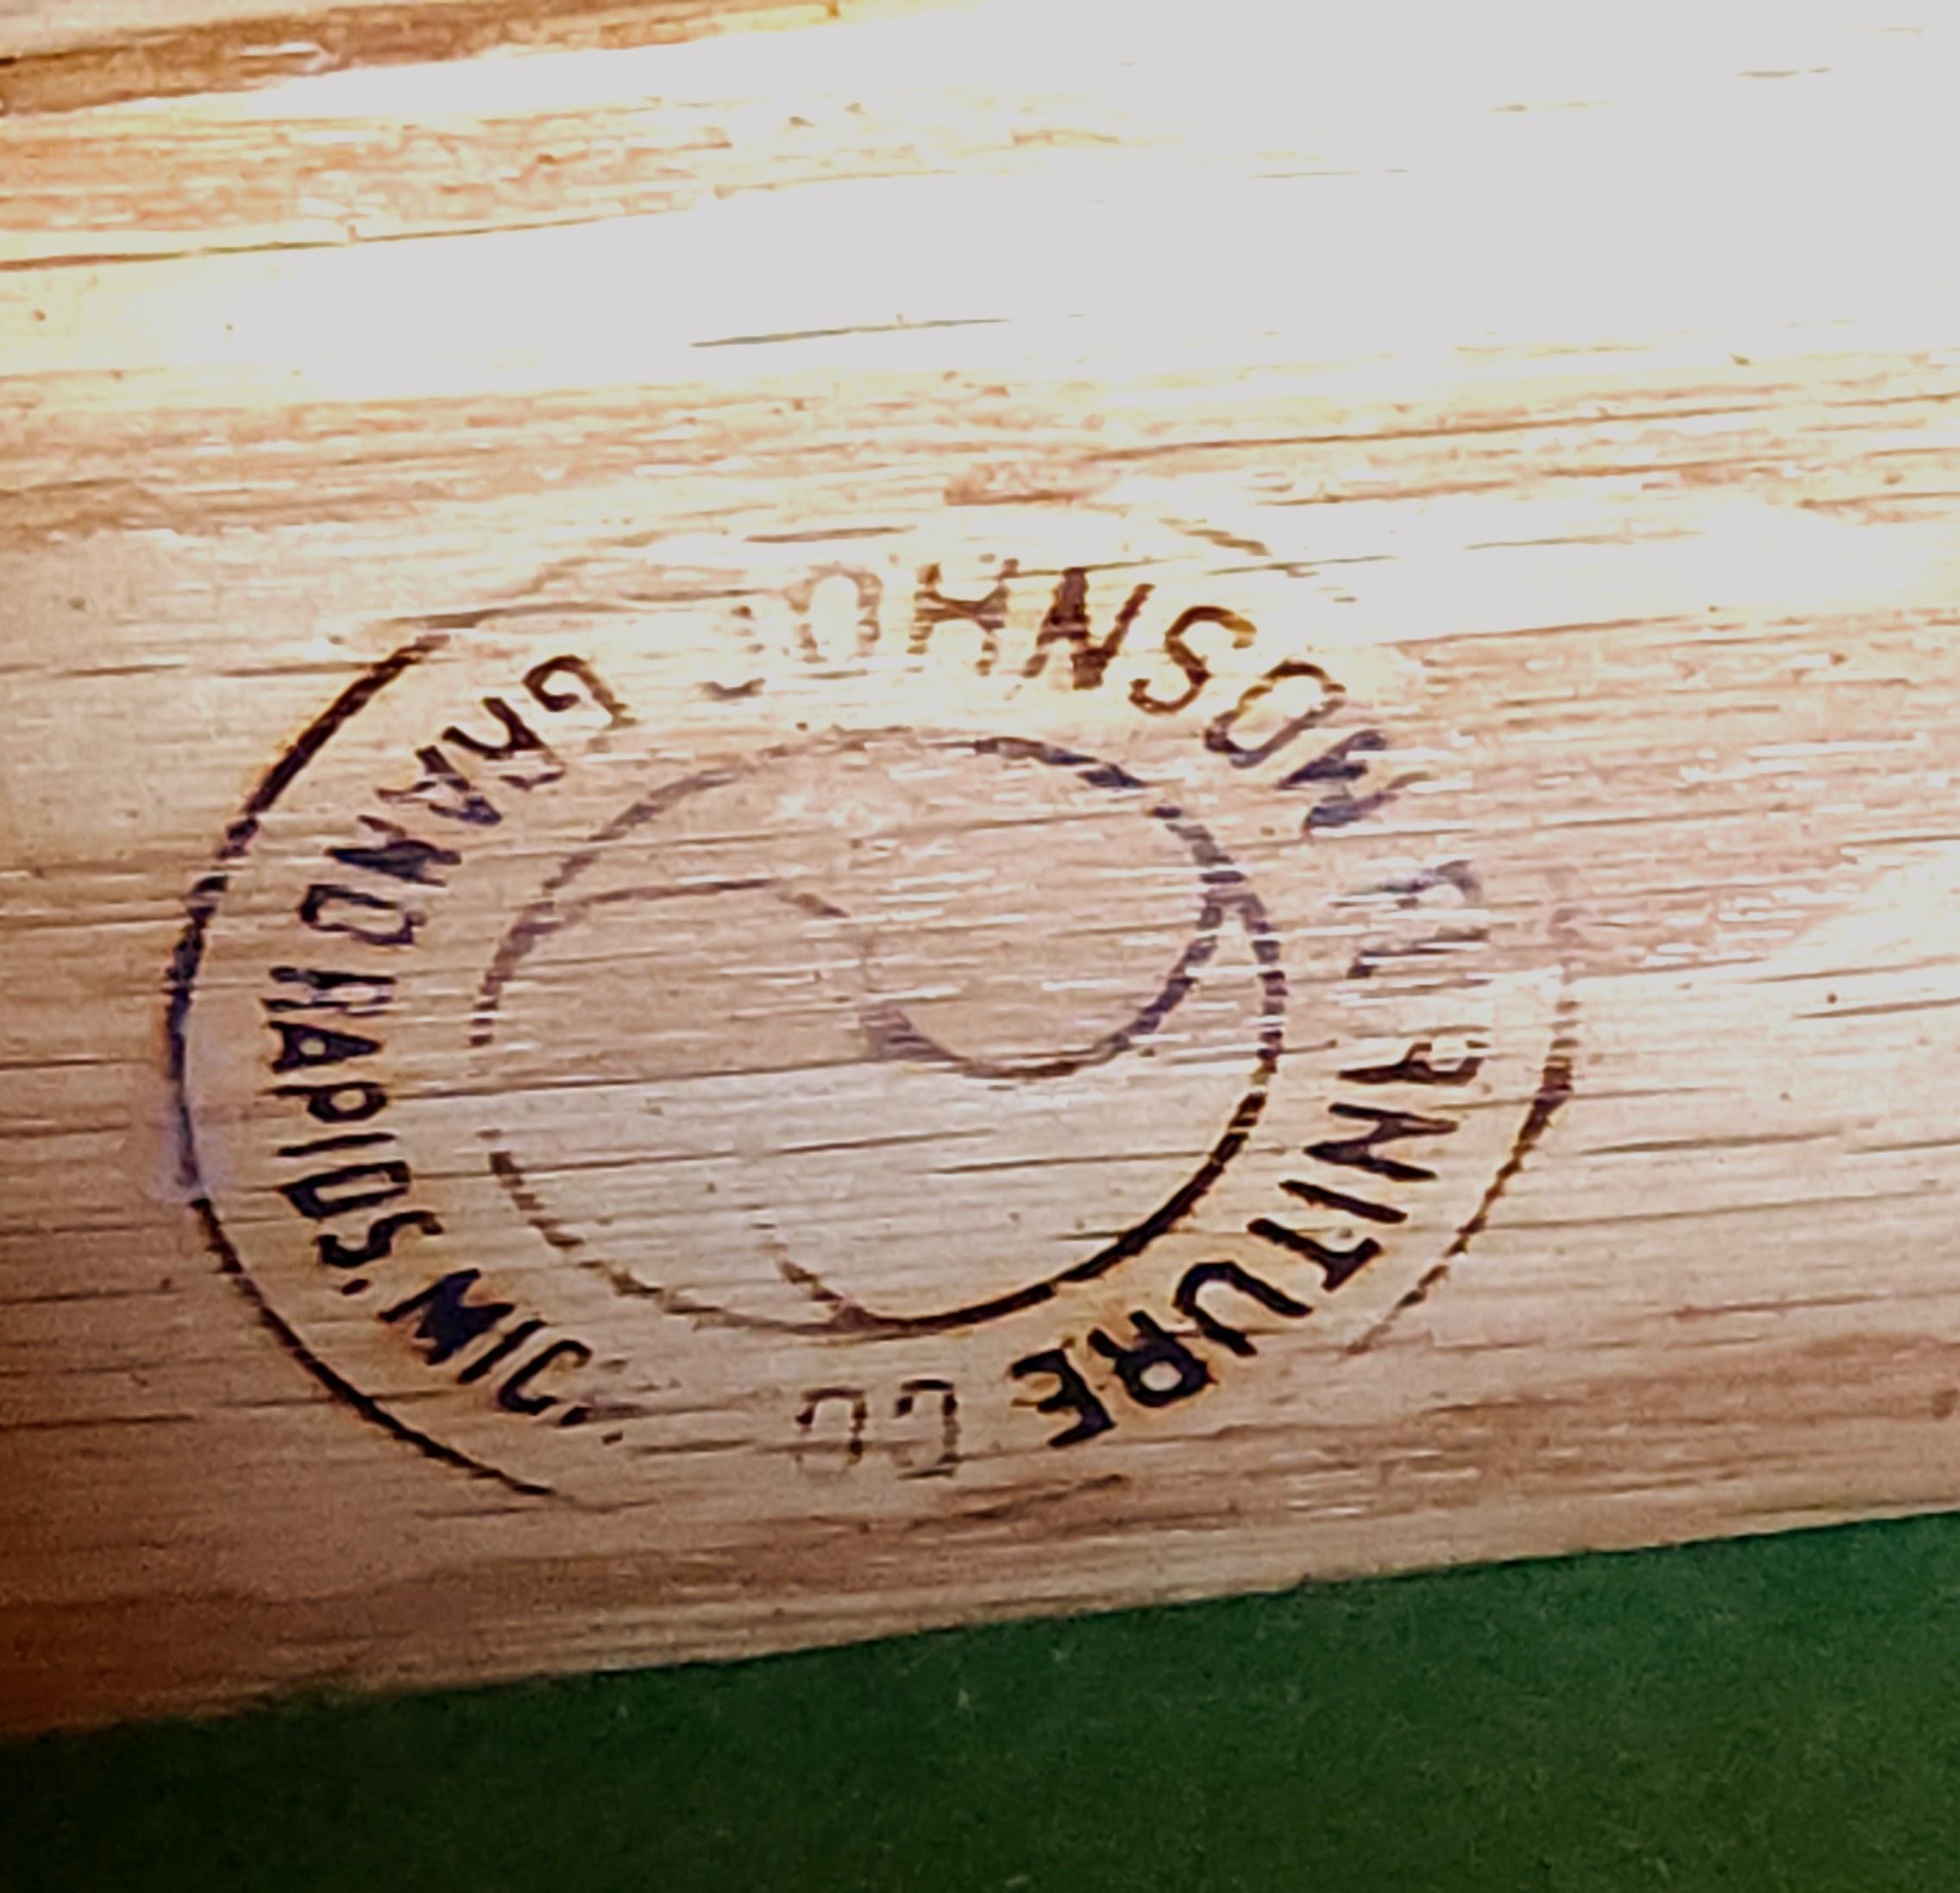 JOHNSON FURNITURE CO
GRAND RAPIDS, MIC.